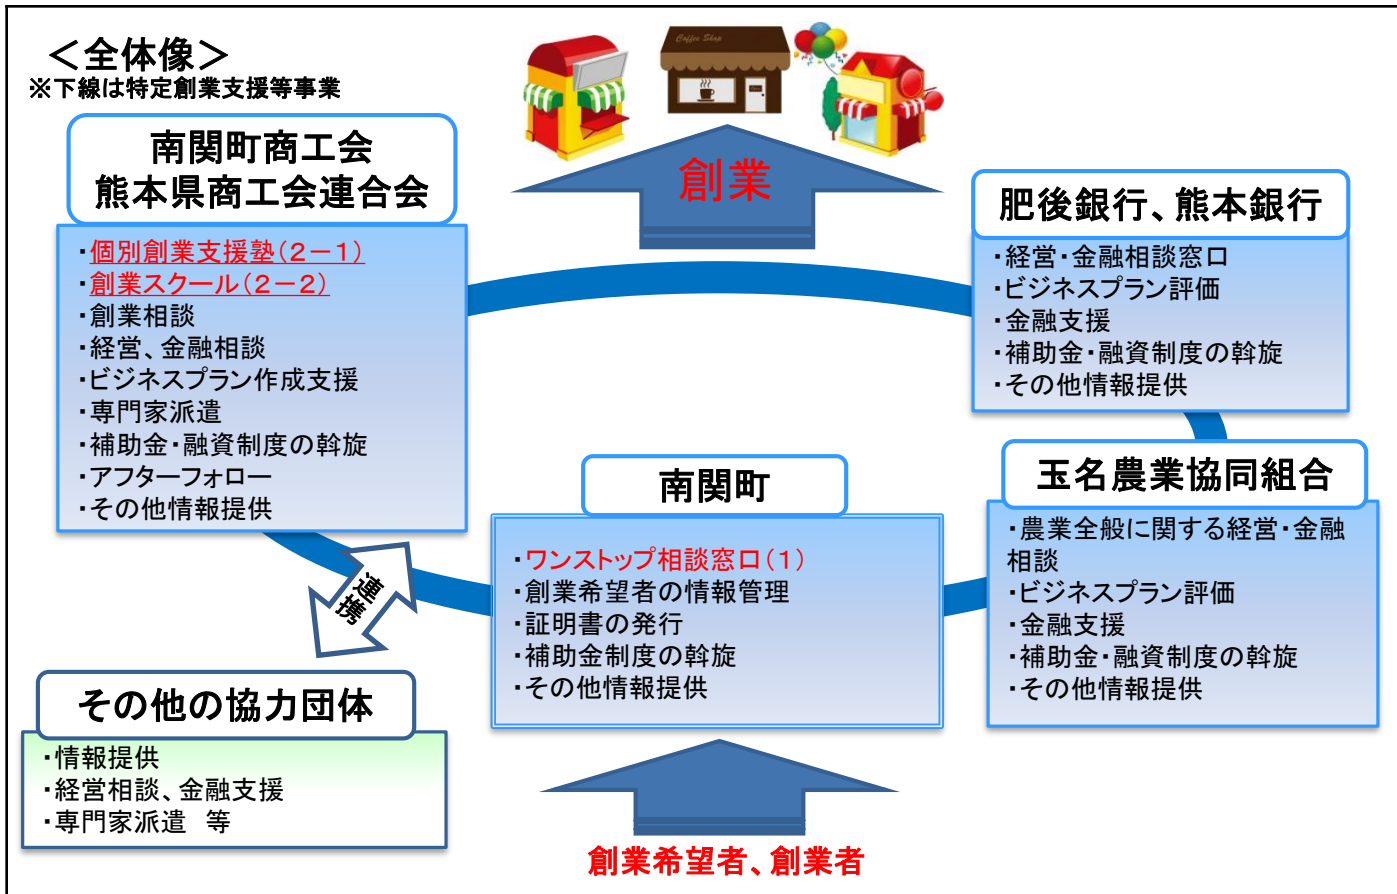 ＜全体像＞
※下線は特定創業支援等事業
Coffee Shop
創業
南関町商工会
熊本県商工会連合会
・個別創業支援塾（２－１）
・創業スクール（２－２）
・創業相談
・経営、金融相談
・ビジネスプラン作成支援
・専門家派遣
・補助金・融資制度の斡旋
・アフターフォロー
・その他情報提供
肥後銀行、熊本銀行
・経営・金融相談窓口
・ビジネスプラン評価
・金融支援
・補助金・融資制度の斡旋
・その他情報提供
南関町
・ワンストップ相談窓口（１）
・創業希望者の情報管理
・証明書の発行
・補助金制度の斡旋
・その他情報提供
玉名農業協同組合
・農業全般に関する経営・金融
相談
・ビジネスプラン評価
・金融支援
・補助金・融資制度の斡旋
・その他情報提供
連携
その他の協力団体
・情報提供
・経営相談、金融支援
・専門家派遣　等
創業希望者、創業者